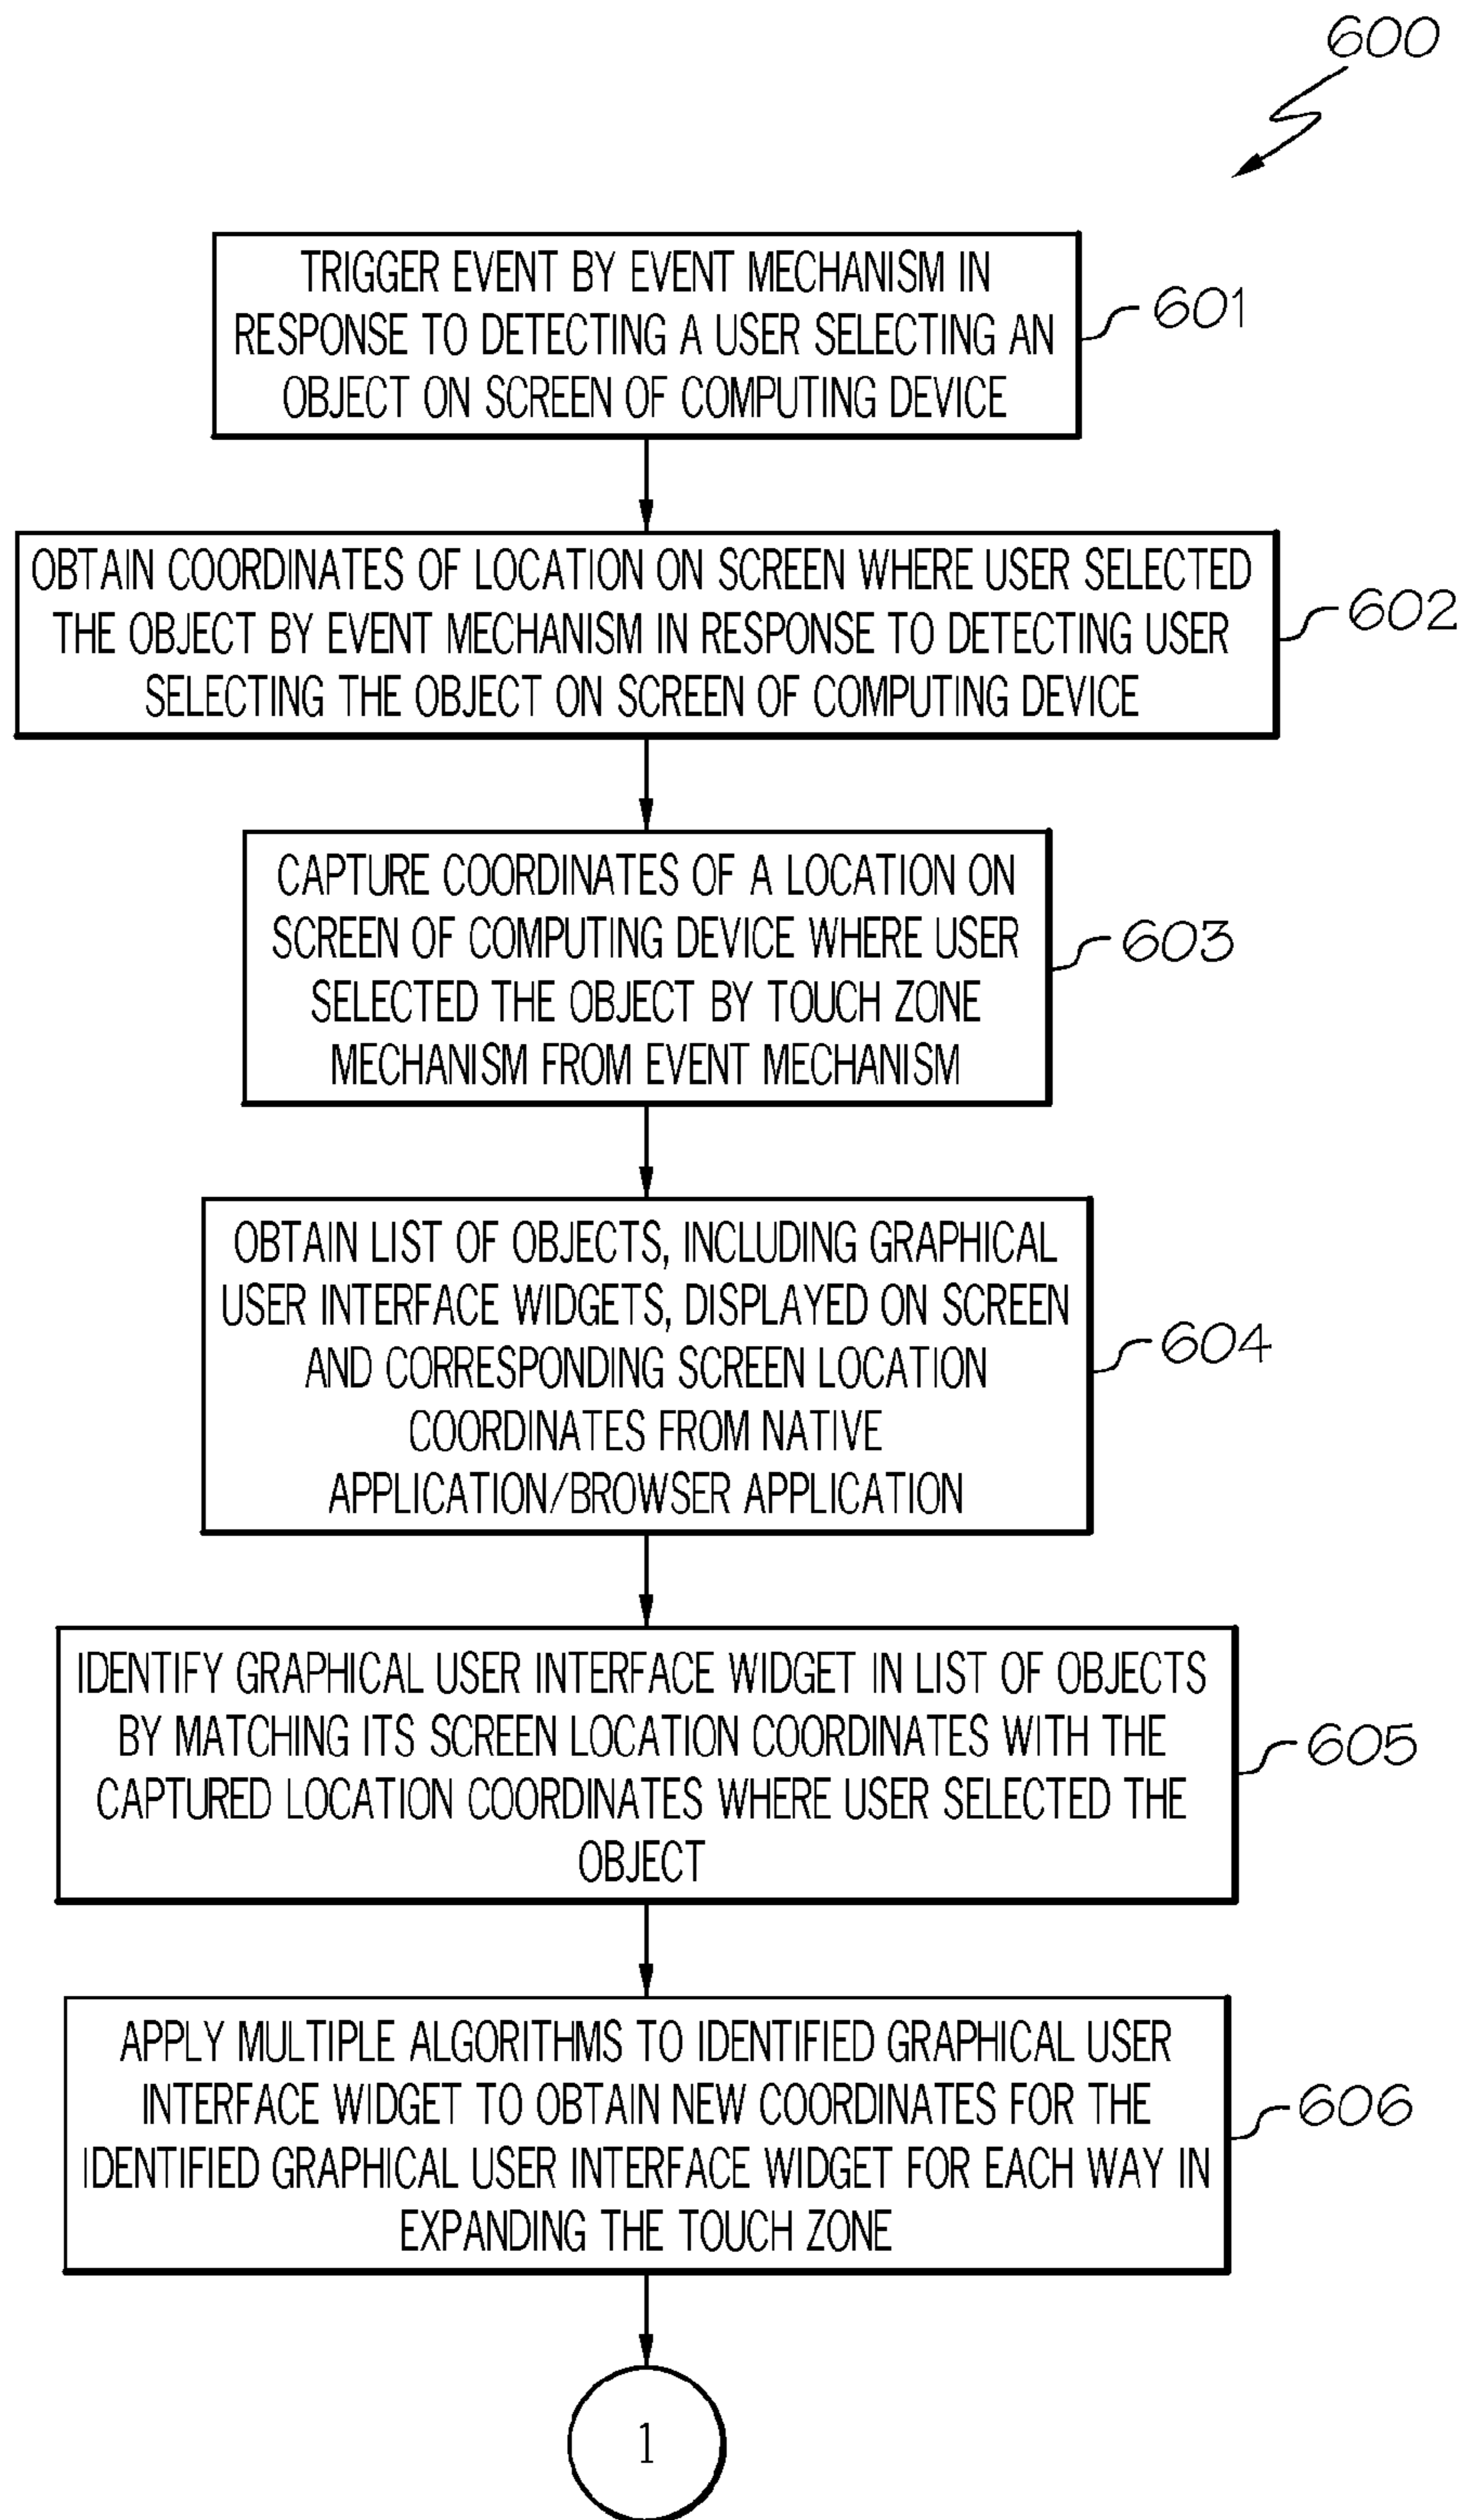 600
TRIGGER EVENT BY EVENT MECHANISM IN
RESPONSE TO DETECTING A USER SELECTING AN
OBJECT ON SCREEN OF COMPUTING DEVICE
601
OBTAIN COORDINATES OF LOCATION ON SCREEN WHERE USER SELECTED
THE OBJECT BY EVENT MECHANISM IN RESPONSE TO DETECTING USER
SELECTING THE OBJECT ON SCREEN OF COMPUTING DEVICE
602
CAPTURE COORDINATES OF A LOCATION ON
SCREEN OF COMPUTING DEVICE WHERE USER
SELECTED THE OBJECT BY TOUCH ZONE
MECHANISM FROM EVENT MECHANISM
603
OBTAIN LIST OF OBJECTS, INCLUDING GRAPHICAL
USER INTERFACE WIDGETS, DISPLAYED ON SCREEN
AND CORRESPONDING SCREEN LOCATION
COORDINATES FROM NATIVE
APPLICATION/BROWSER APPLICATION
604
IDENTIFY GRAPHICAL USER INTERFACE WIDGET IN LIST OF OBJECTS
BY MATCHING ITS SCREEN LOCATION COORDINATES WITH THE
CAPTURED LOCATION COORDINATES WHERE USER SELECTED THE
OBJECT
605
APPLY MULTIPLE ALGORITHMS TO IDENTIFIED GRAPHICAL USER
INTERFACE WIDGET TO OBTAIN NEW COORDINATES FOR THE
IDENTIFIED GRAPHICAL USER INTERFACE WIDGET FOR EACH WAY IN
EXPANDING THE TOUCH ZONE
606
1